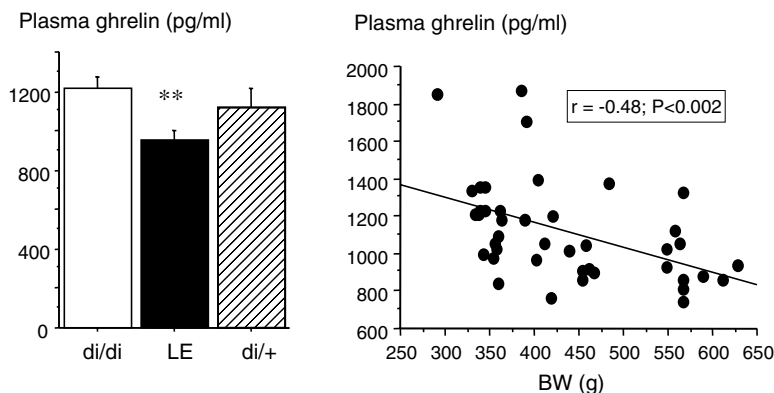 Plasma ghrelin (pg/ml)
1200
800
400
0
**
di/di LE di/+
Plasma ghrelin (pg/ml)
2000
1800
1600
1400
1200
1000
800
600
r = -0.48; P<0.002
250 300 350 400 450 500 550 600 650
BW (g)